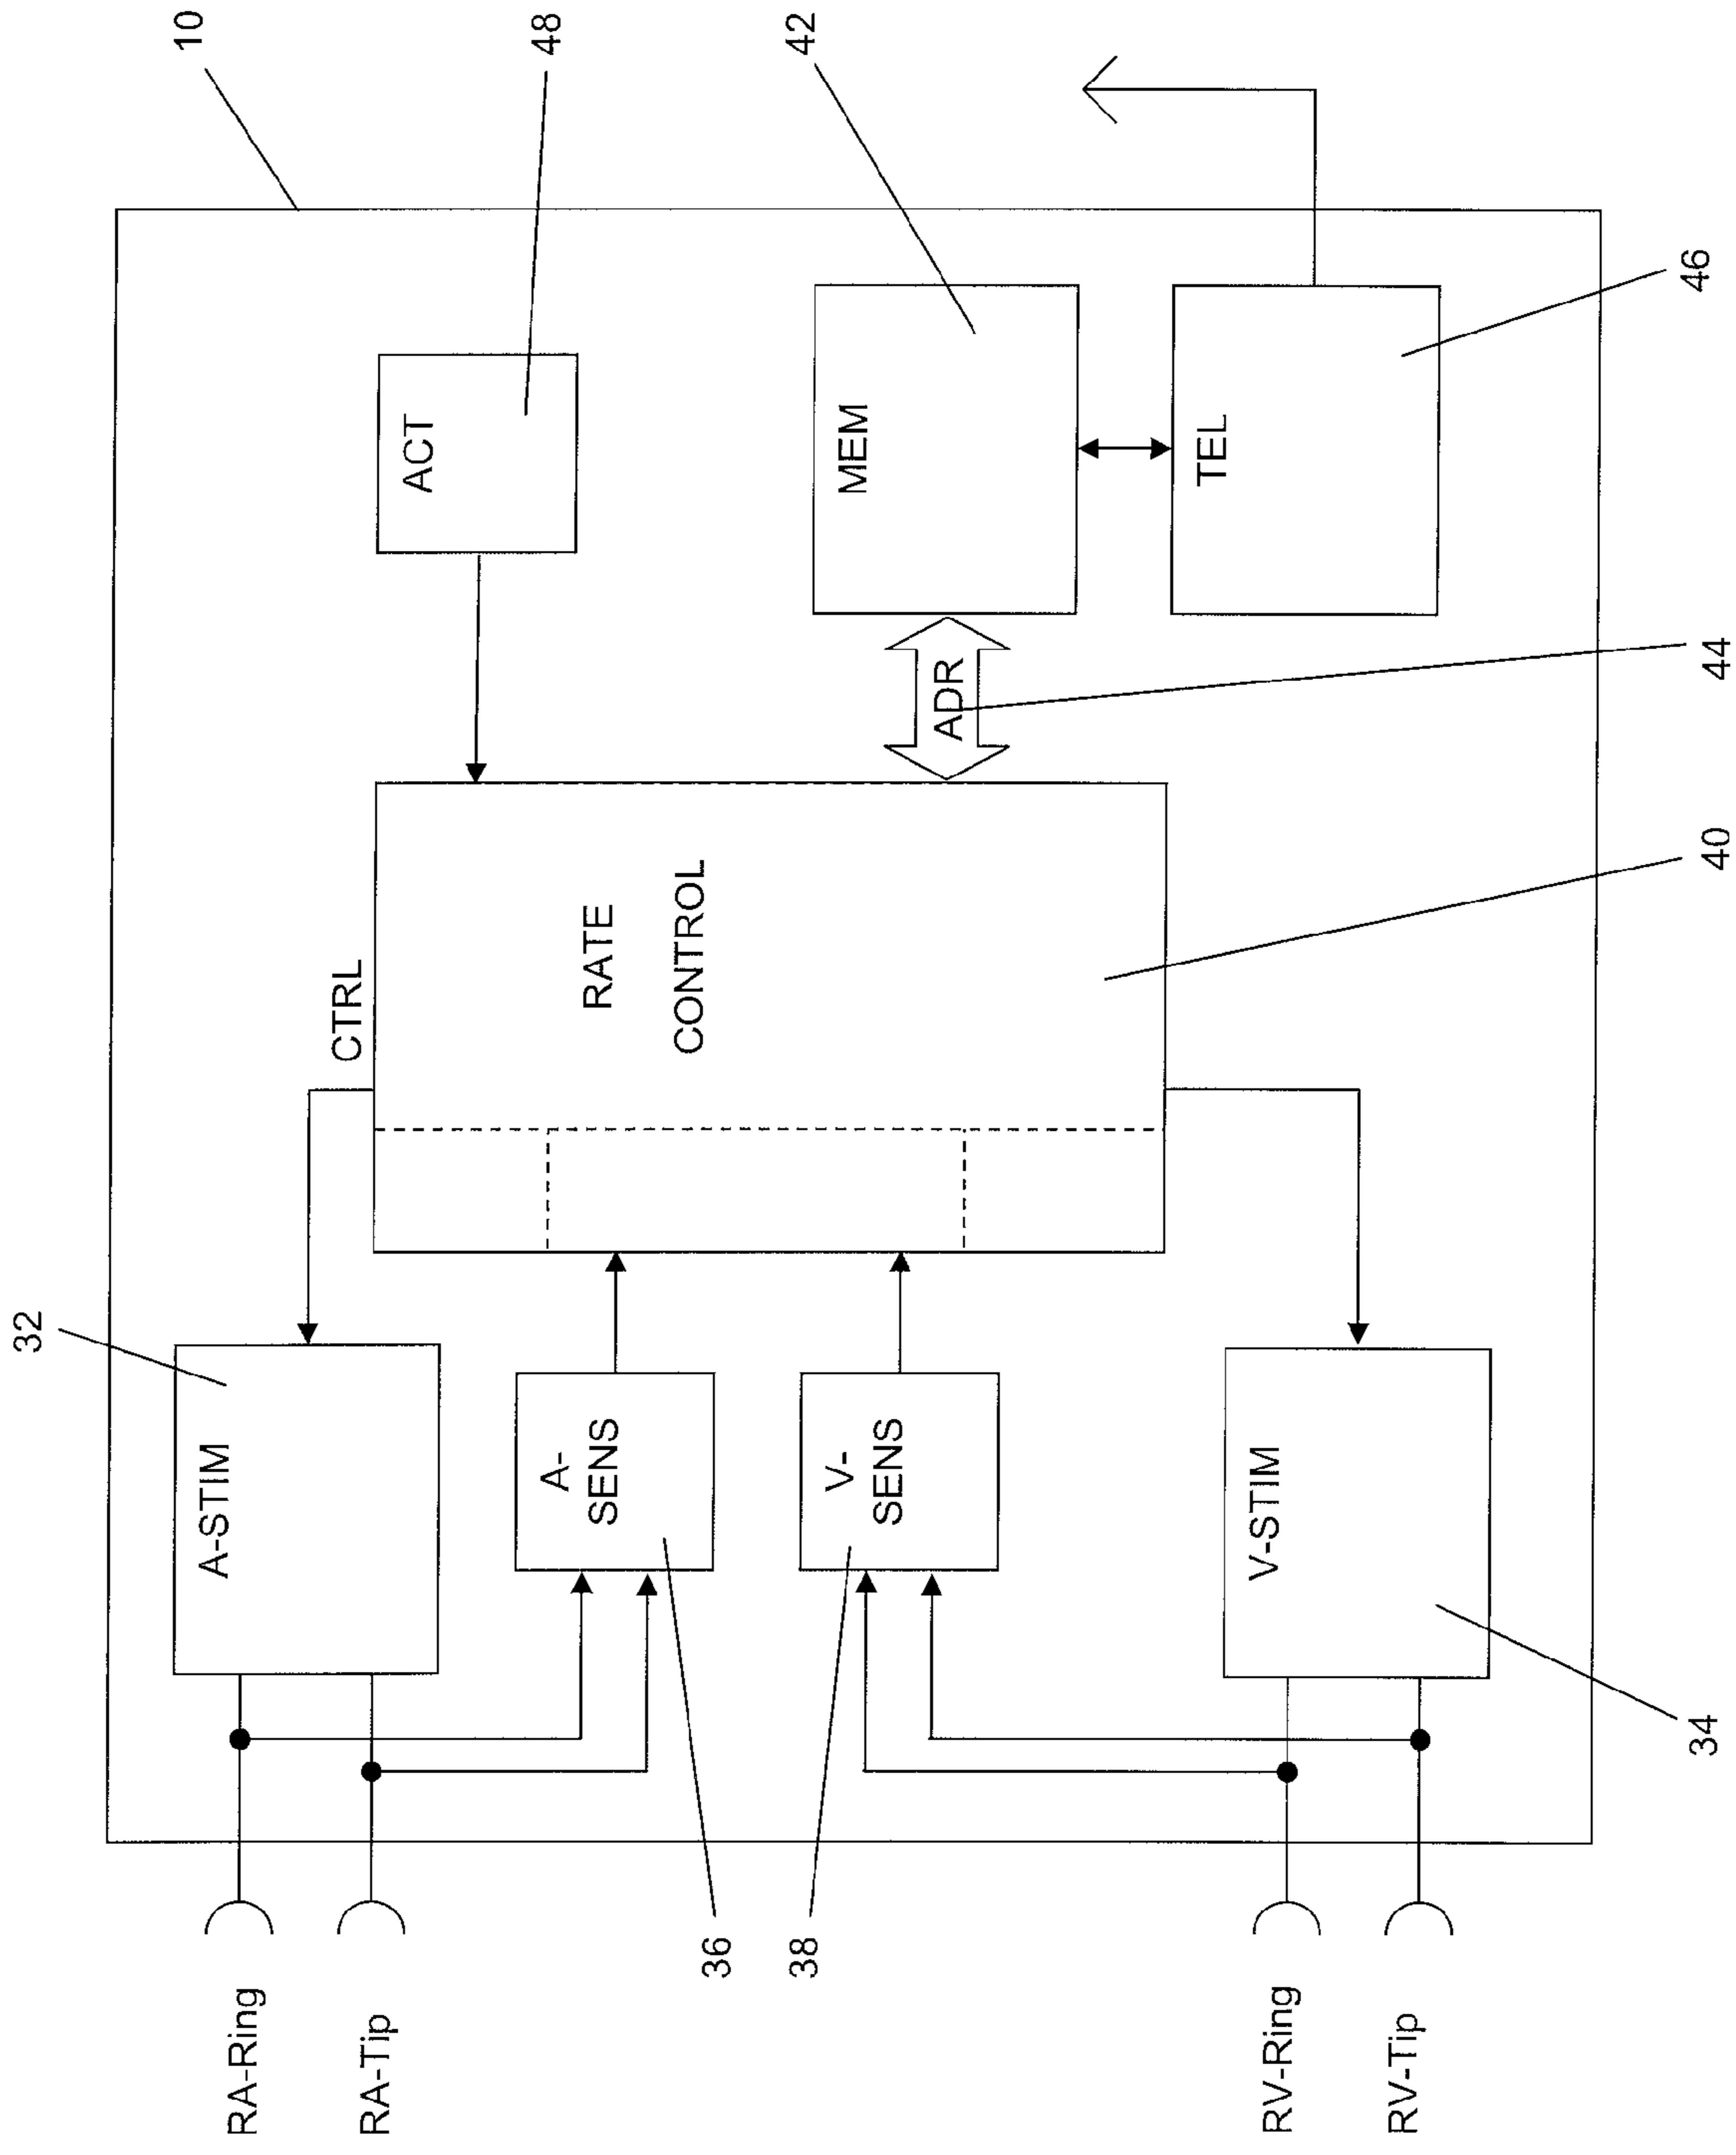 10
48
42
46
44
40
32
36
38
34
ACT
MEM
TEL
ADR
CTRL
RATE
CONTROL
A-STIM
A-
SENS
V-
SENS
V-STIM
RA-Ring
RA-Tip
RV-Ring
RV-Tip